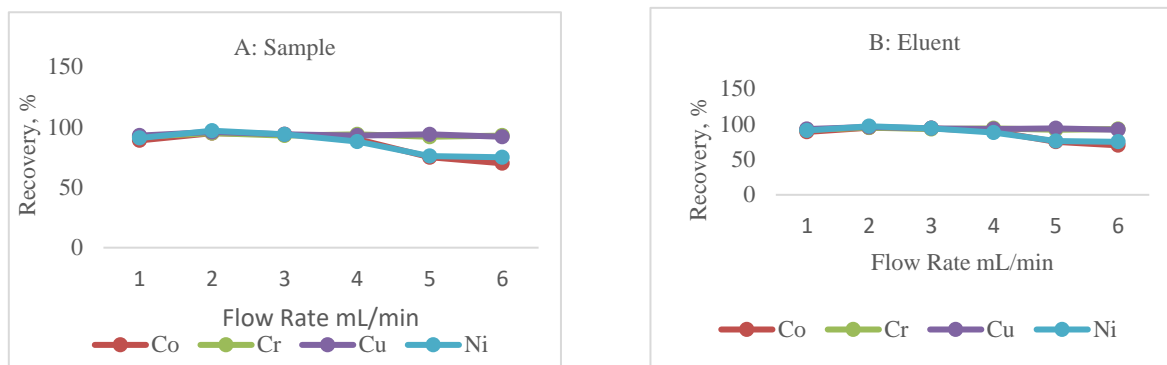 A: Sample
150
100
50
0
Recovery, %
1 2 3 4 5 6
Flow Rate mL/min
Co Cr Cu Ni
B: Eluent
150
100
50
0
Recovery, %
1 2 3 4 5 6
Flow Rate mL/min
Co Cr Cu Ni